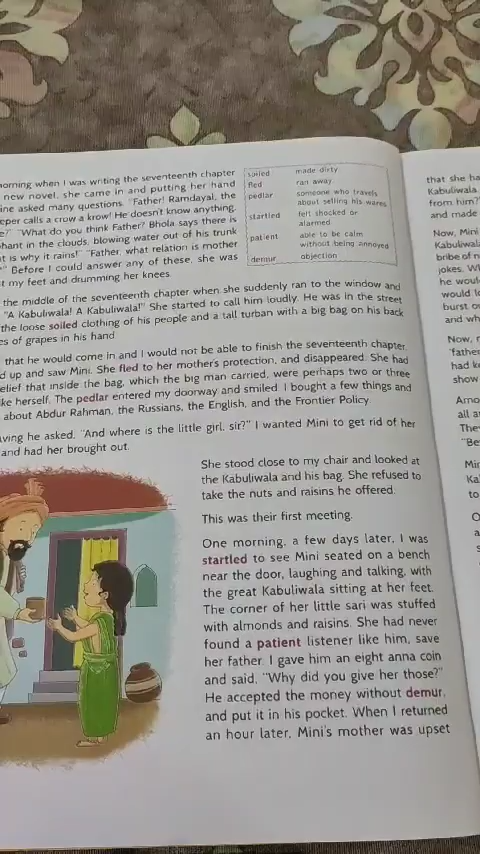 orning when I was writing the seventeenth chapter
new novel, she came in and putting her hand
ine asked many questions. "Father! Ramdayal, the
eper calls a crow a krow! He doesn't know anything,
e?" "What do you think Father? Bhola says there is
phant in the clouds, blowing water out of his trunk
t is why it rains!" "Father, what relation is mother
?" Before I could answer any of these, she was
t my feet and drumming her knees.
soiled made dirty
fled ran away
pedlar someone who travels
about selling his wares
startled felt shocked or
alarmed
patient able to be calm
without being annoyed
demur objection
the middle of the seventeenth chapter when she suddenly ran to the window and
"A Kabuliwala! A Kabuliwala!" She started to call him loudly. He was in the street
the loose soiled clothing of his people and a tall turban with a big bag on his back
es of grapes in his hand
that he would come in and I would not be able to finish the seventeenth chapter.
d up and saw Mini. She fled to her mother's protection, and disappeared. She had
elief that inside the bag, which the big man carried, were perhaps two or three
ke herself. The pedlar entered my doorway and smiled. I bought a few things and
about Abdur Rahman, the Russians, the English, and the Frontier Policy.
aving he asked, "And where is the little girl, sir?" I wanted Mini to get rid of her
and had her brought out.
She stood close to my chair and looked at
the Kabuliwala and his bag. She refused to
take the nuts and raisins he offered.
This was their first meeting.
One morning, a few days later, I was
startled to see Mini seated on a bench
near the door, laughing and talking, with
the great Kabuliwala sitting at her feet.
The corner of her little sari was stuffed
with almonds and raisins. She had never
found a patient listener like him, save
her father. I gave him an eight anna coin
and said, "Why did you give her those?"
He accepted the money without demur,
and put it in his pocket. When I returned
an hour later, Mini's mother was upset
that she ha
Kabuliwala
from him?"
and made
Now, Mini
Kabuliwala
bribe of n
jokes. W
he woul
would lo
burst o
and wh
Now, r
'father
had k
show
Amo
all a
The
"Be
Mir
Ka
to